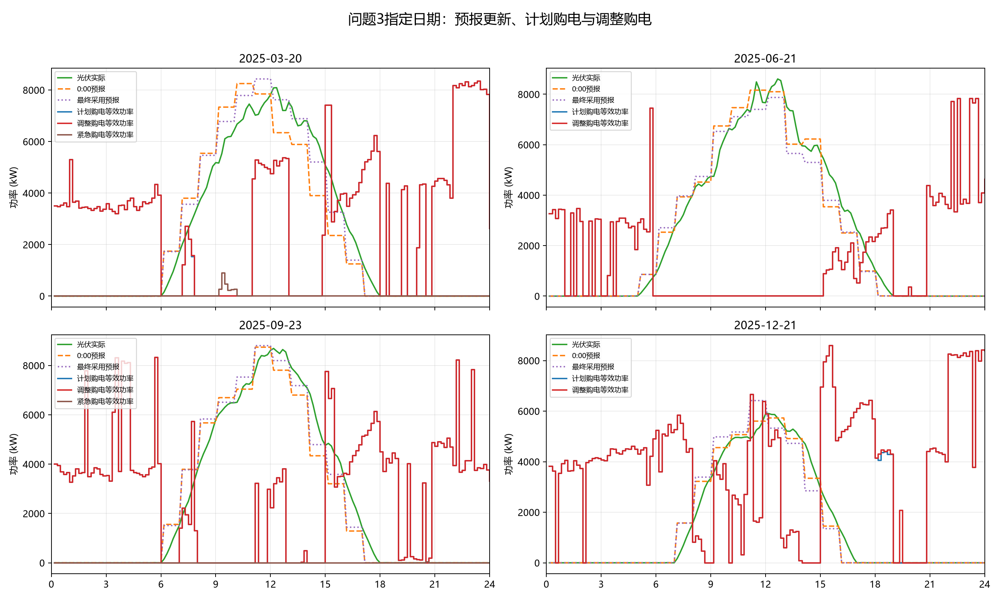 问题3指定日期：预报更新、计划购电与调整购电
2025-03-20
光伏实际
0:00预报
最终采用预报
计划购电等效功率
调整购电等效功率
紧急购电等效功率
功率 (kW)
8000
6000
4000
2000
0
2025-06-21
光伏实际
0:00预报
最终采用预报
计划购电等效功率
调整购电等效功率
功率 (kW)
8000
6000
4000
2000
0
2025-09-23
光伏实际
0:00预报
最终采用预报
计划购电等效功率
调整购电等效功率
紧急购电等效功率
功率 (kW)
8000
6000
4000
2000
0
0 3 6 9 12 15 18 21 24
2025-12-21
光伏实际
0:00预报
最终采用预报
计划购电等效功率
调整购电等效功率
功率 (kW)
8000
6000
4000
2000
0
0 3 6 9 12 15 18 21 24